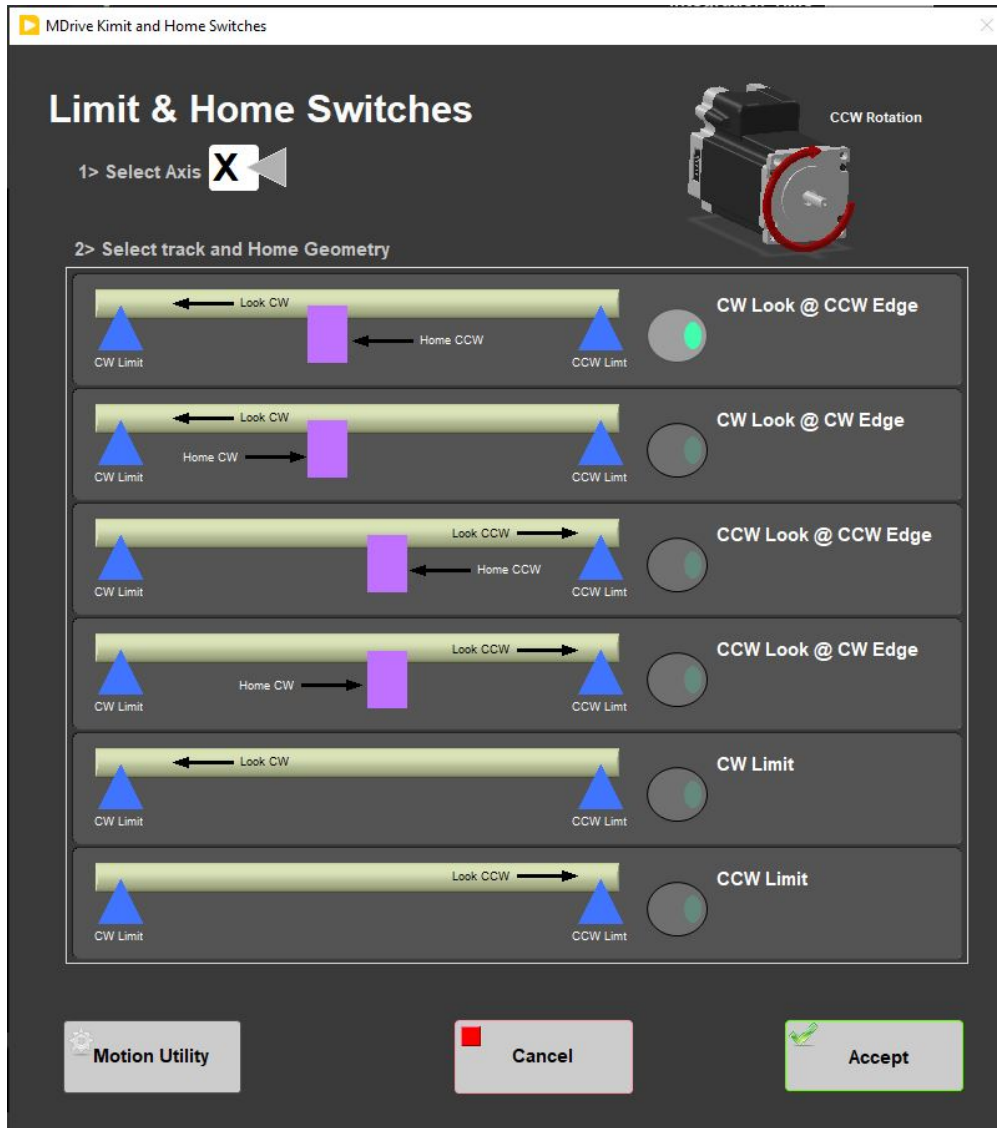 MDrive Kimit and Home Switches
Limit & Home Switches
CCW Rotation
1> Select Axis X
2> Select track and Home Geometry
Look CW
CW Look @ CCW Edge
Home CCW
CW Limit
CCW Limt
Look CW
CW Look @ CW Edge
Home CW
CW Limit
CCW Limt
Look CCW
CCW Look @ CCW Edge
Home CCW
CW Limit
CCW Limt
Look CCW
CCW Look @ CW Edge
Home CW
CW Limit
CCW Limt
Look CW
CW Limit
CW Limit
CCW Limt
Look CCW
CCW Limit
CW Limit
CCW Limt
Motion Utility
Cancel
Accept